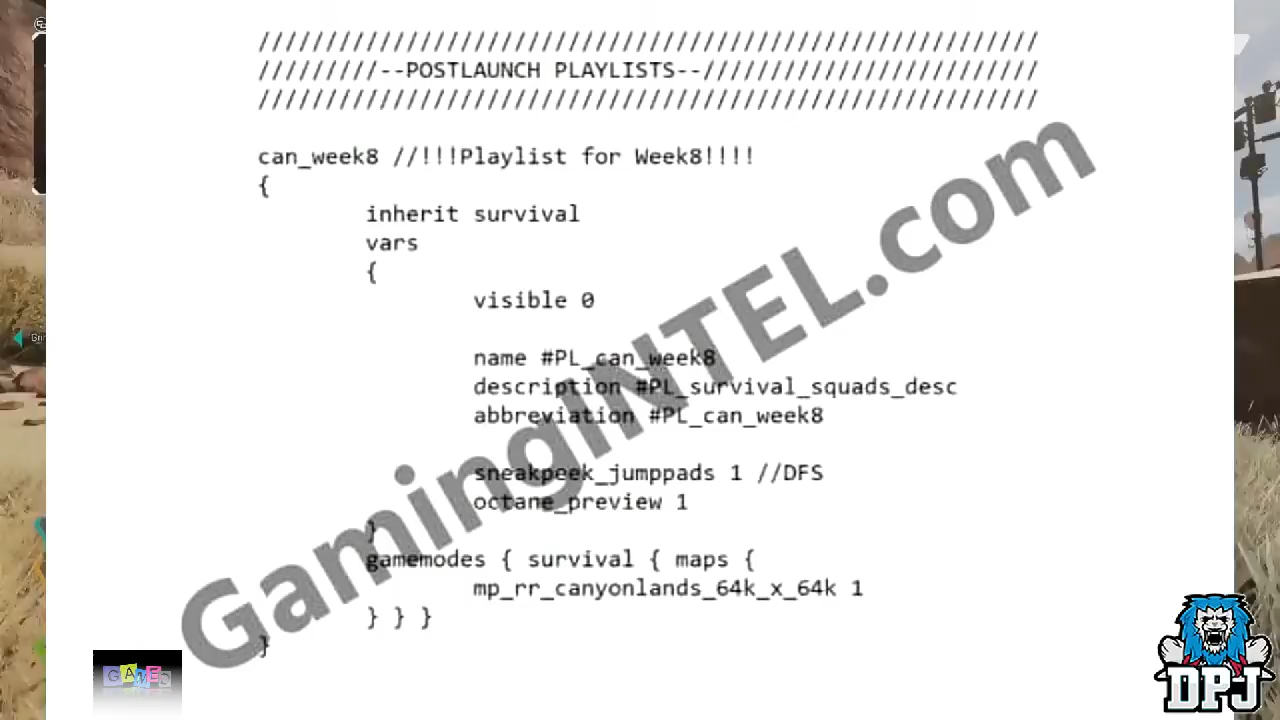 //////////////////////////////////////////////////////////
/////////--POSTLAUNCH PLAYLISTS--/////////////////////////
//////////////////////////////////////////////////////////
can_week8 //!!!Playlist for Week8!!!!
{
inherit survival
vars
{
visible 0
name #PL_can_week8
description #PL_survival_squads_desc
abbreviation #PL_can_week8
sneakpeek_jumppads 1 //DFS
octane_preview 1
}
gamemodes { survival { maps {
mp_rr_canyonlands_64k_x_64k 1
} } }
}
GamingINTEL.com
GAMEO
DPJ